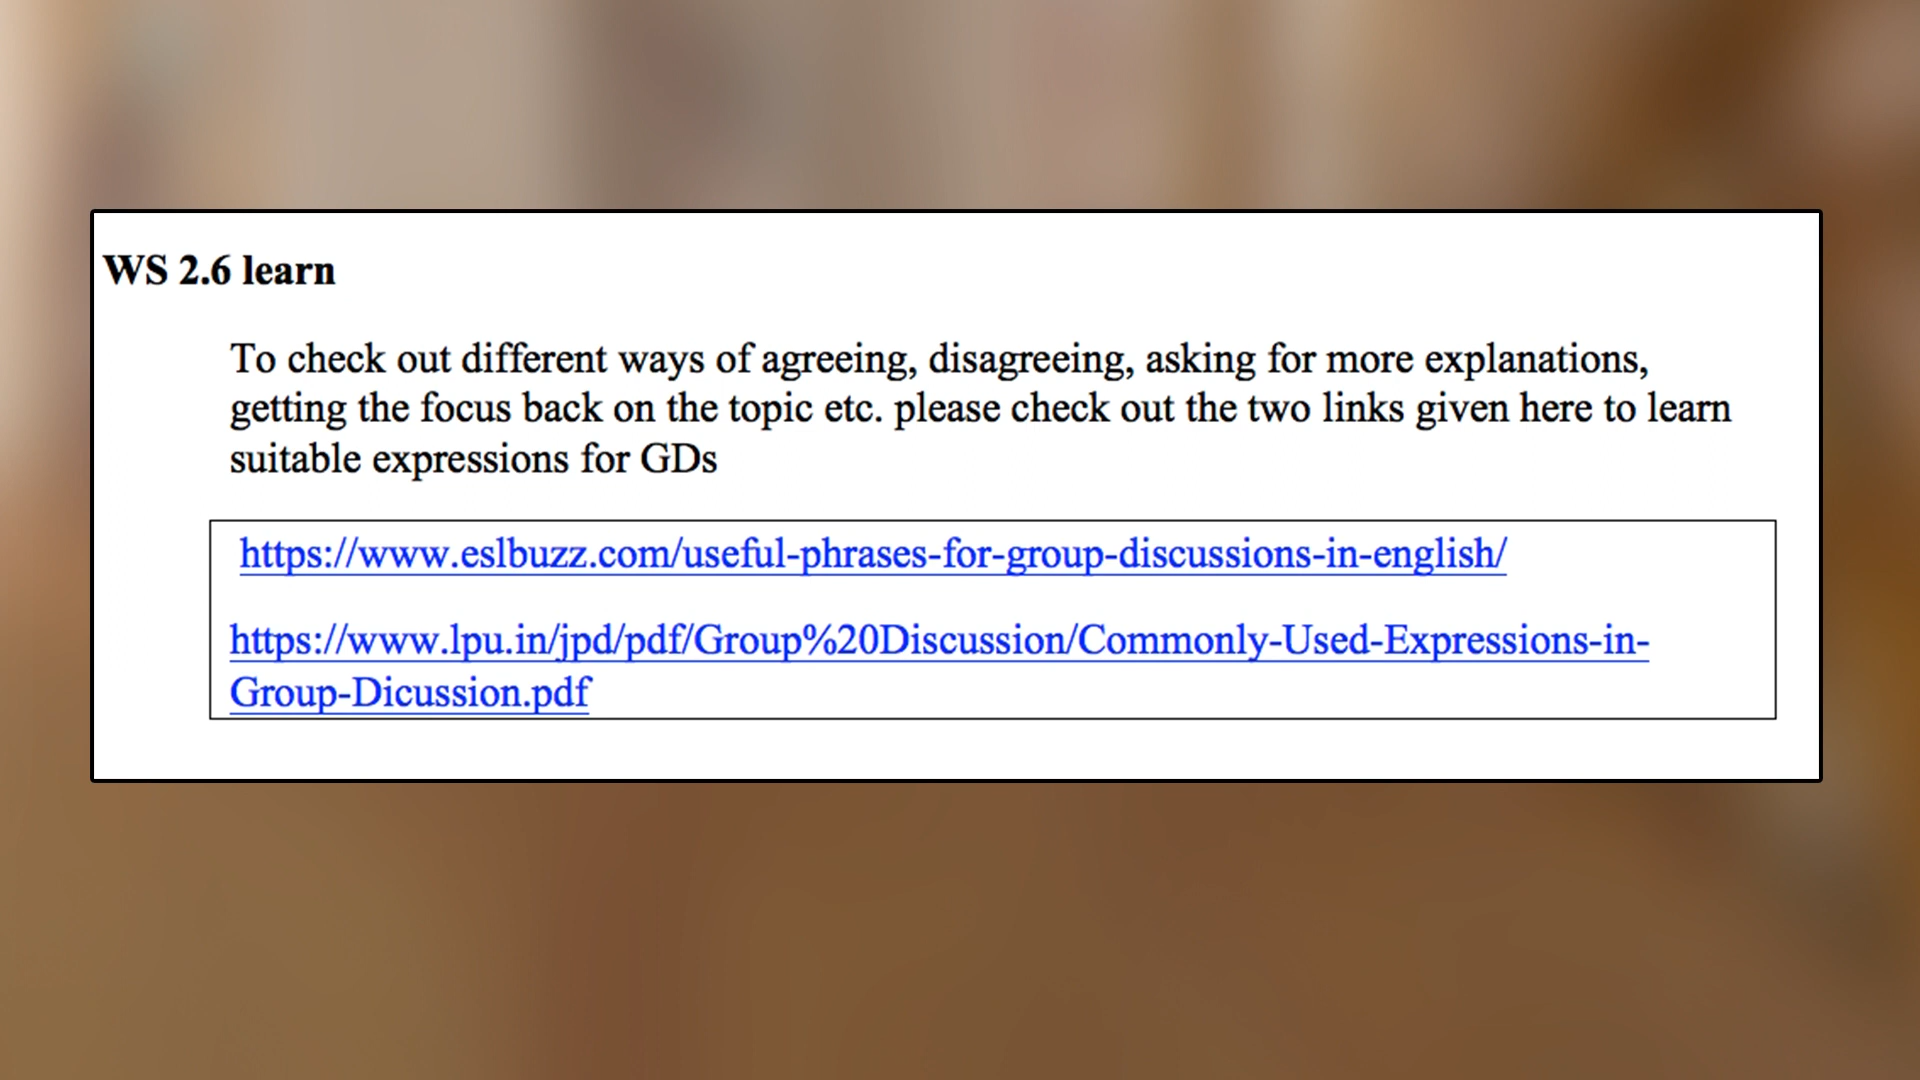 WS 2.6 learn
To check out different ways of agreeing, disagreeing, asking for more explanations,
getting the focus back on the topic etc. please check out the two links given here to learn
suitable expressions for GDs
https://www.eslbuzz.com/useful-phrases-for-group-discussions-in-english/
https://www.lpu.in/jpd/pdf/Group%20Discussion/Commonly-Used-Expressions-in-
Group-Dicussion.pdf